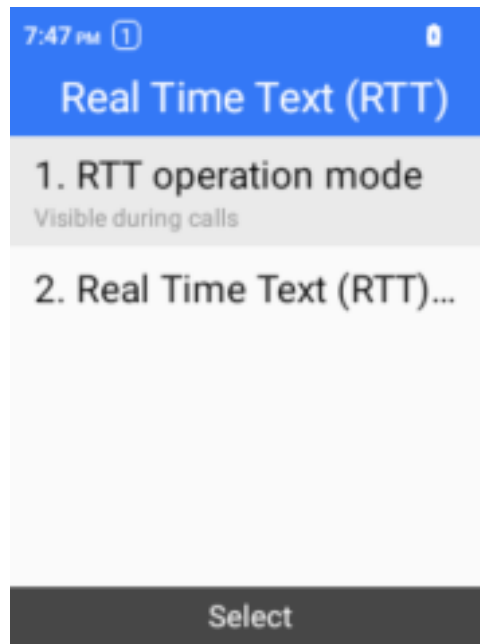 7:47 PM 1
Real Time Text (RTT)
1. RTT operation mode
Visible during calls
2. Real Time Text (RTT)...
Select